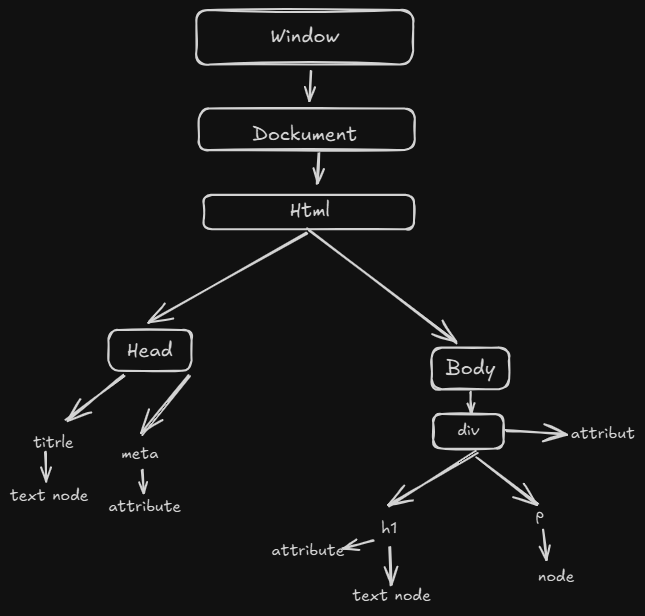 Window
Dockument
Html
Head
Body
titrle
meta
div
attribut
text node
attribute
h1
p
attribute
node
text node